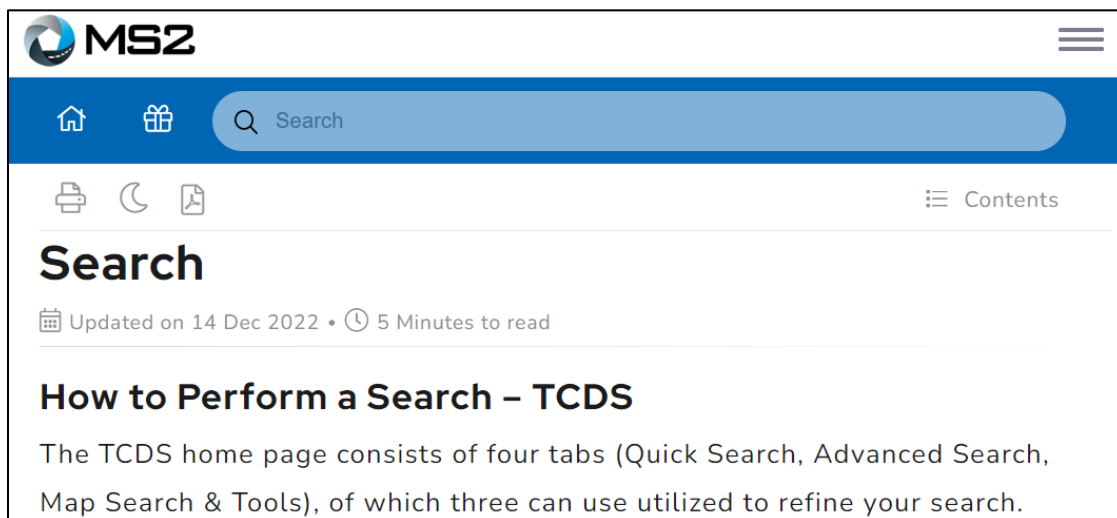 MS2
Search
Contents
Search
Updated on 14 Dec 2022 • 5 Minutes to read
How to Perform a Search – TCDS
The TCDS home page consists of four tabs (Quick Search, Advanced Search,
Map Search & Tools), of which three can use utilized to refine your search.